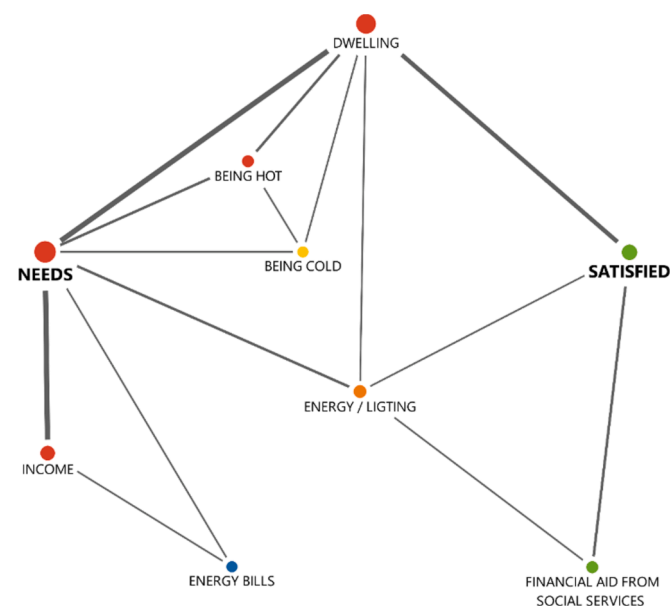 DWELLING
BEING HOT
BEING COLD
NEEDS
SATISFIED
ENERGY / LIGTING
INCOME
ENERGY BILLS
FINANCIAL AID FROM
SOCIAL SERVICES